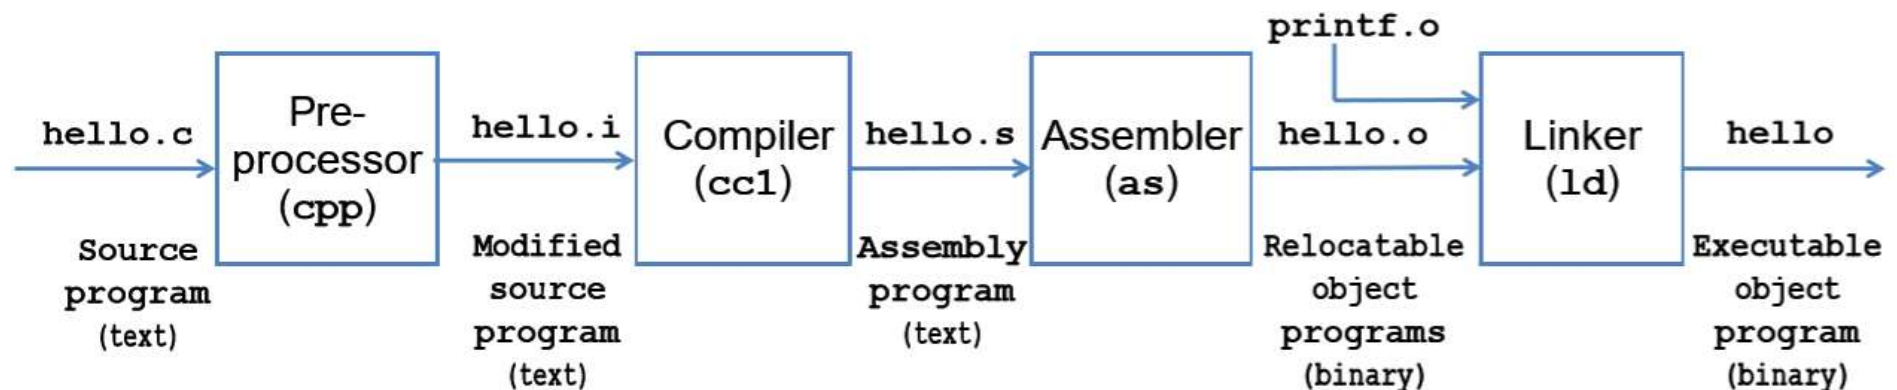 printf.o
hello.c
Pre-
processor
(cpp)
hello.i
Compiler
(cc1)
hello.s
Assembler
(as)
hello.o
Linker
(ld)
hello
Source
program
(text)
Modified
source
program
(text)
Assembly
program
(text)
Relocatable
object
programs
(binary)
Executable
object
program
(binary)